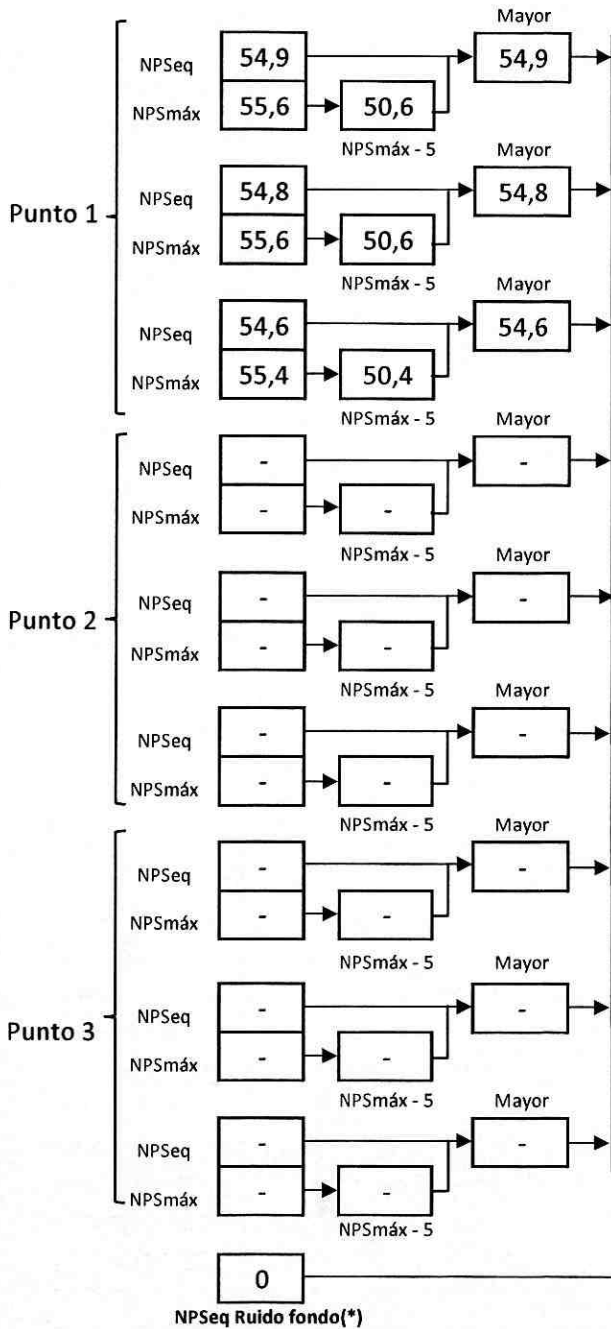 Mayor
NPSeq 54,9 54,9
NPSmáx 55,6 50,6
NPSmáx - 5
Mayor
NPSeq 54,8 54,8
Punto 1
NPSmáx 55,6 50,6
NPSmáx - 5
Mayor
NPSeq 54,6 54,6
NPSmáx 55,4 50,4
NPSmáx - 5
Mayor
NPSeq - -
NPSmáx - -
NPSmáx - 5
Mayor
NPSeq - -
Punto 2
NPSmáx - -
NPSmáx - 5
Mayor
NPSeq - -
NPSmáx - -
NPSmáx - 5
Mayor
NPSeq - -
NPSmáx - -
NPSmáx - 5
Mayor
NPSeq - -
Punto 3
NPSmáx - -
NPSmáx - 5
Mayor
NPSeq - -
NPSmáx - -
NPSmáx - 5
0
NPSeq Ruido fondo(*)